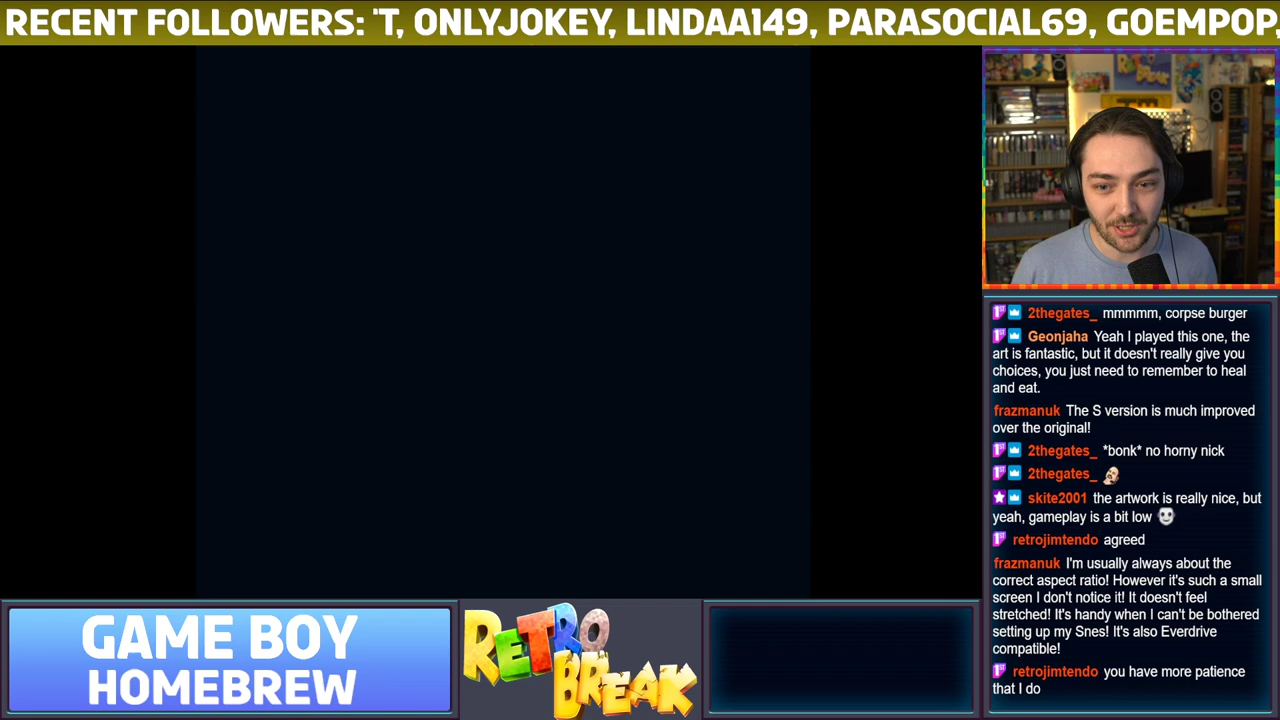 RECENT FOLLOWERS: 'T, ONLYJOKEY, LINDAA149, PARASOCIAL69, GOEMPOP,
2thegates_ mmmmm, corpse burger
Geonjaha Yeah I played this one, the
art is fantastic, but it doesn't really give you
choices, you just need to remember to heal
and eat.
frazmanuk The S version is much improved
over the original!
2thegates_ *bonk* no horny nick
2thegates_
skite2001 the artwork is really nice, but
yeah, gameplay is a bit low
retrojimtendo agreed
frazmanuk I'm usually always about the
correct aspect ratio! However it's such a small
screen I don't notice it! It doesn't feel
stretched! It's handy when I can't be bothered
setting up my Snes! It's also Everdrive
compatible!
retrojimtendo you have more patience
that I do
GAME BOY
HOMEBREW
RETRO
BREAK